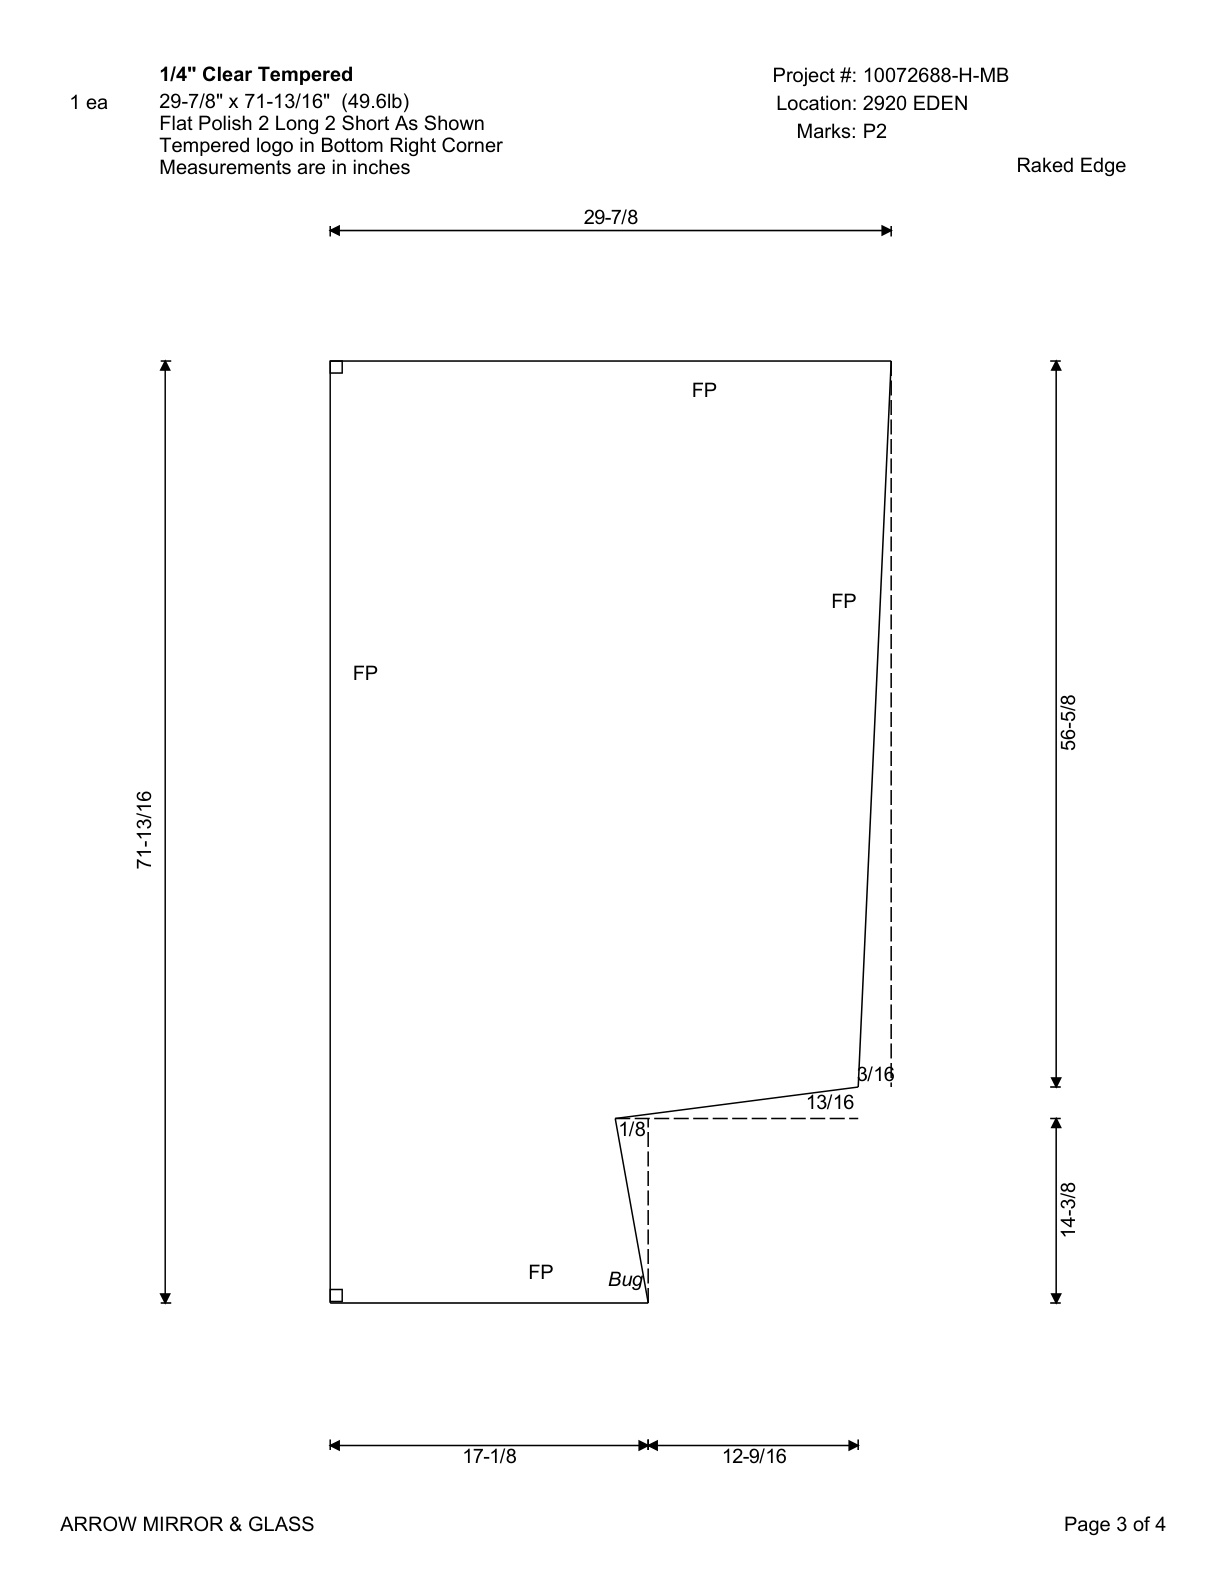 1/4" Clear Tempered
Project #: 10072688-H-MB
1 ea
29-7/8" x 71-13/16" (49.6lb)
Location: 2920 EDEN
Flat Polish 2 Long 2 Short As Shown
Marks: P2
Tempered logo in Bottom Right Corner
Measurements are in inches
Raked Edge
29-7/8
FP
FP
FP
56-5/8
71-13/16
3/16
13/16
1/8
14-3/8
FP
Bug
17-1/8
12-9/16
ARROW MIRROR & GLASS
Page 3 of 4